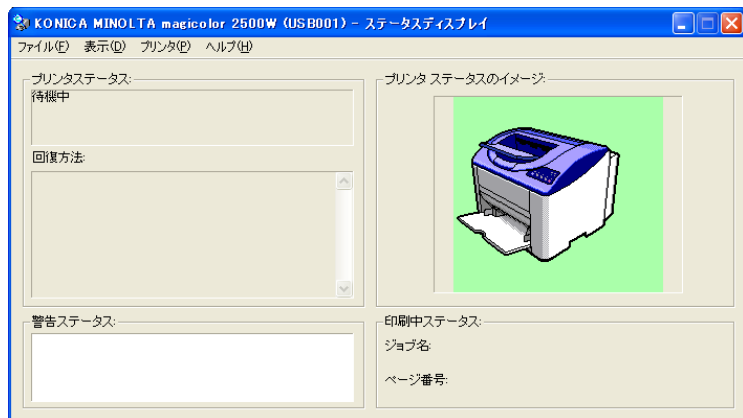 KONICA MINOLTA magicolor 2500W (USB001) - ステータスディスプレイ
ファイル(F) 表示(D) プリンタ(P) ヘルプ(H)
プリンタステータス:
待機中
回復方法:
警告ステータス:
プリンタ ステータスのイメージ:
印刷中ステータス:
ジョブ名:
ページ番号: